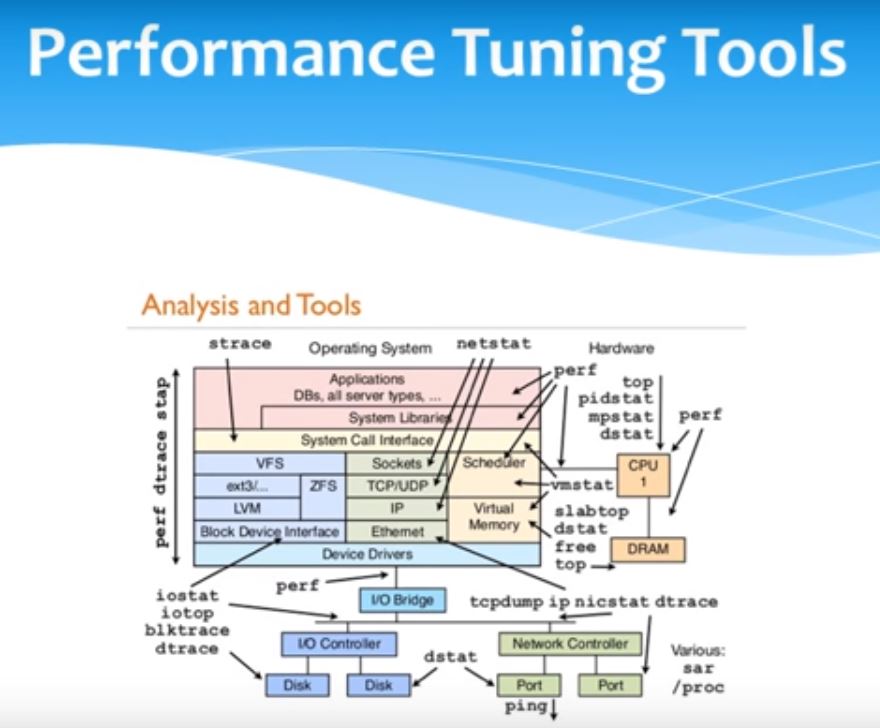 Performance Tuning Tools
Analysis and Tools
strace
Operating System
netstat
Hardware
perf dtrace stap
Applications
DBs, all server types, ...
System Libraries
System Call Interface
VFS
Sockets
Scheduler
ext3/...
ZFS
TCP/UDP
LVM
IP
Virtual
Memory
Block Device Interface
Ethernet
Device Drivers
perf
top
pidstat
mpstat
dstat
perf
CPU
1
vmstat
slabtop
dstat
free
top
DRAM
perf
I/O Bridge
tcpdump ip nicstat dtrace
iostat
iotop
blktrace
dtrace
I/O Controller
Network Controller
Disk
Disk
dstat
Port
Port
ping
Various:
sar
/proc